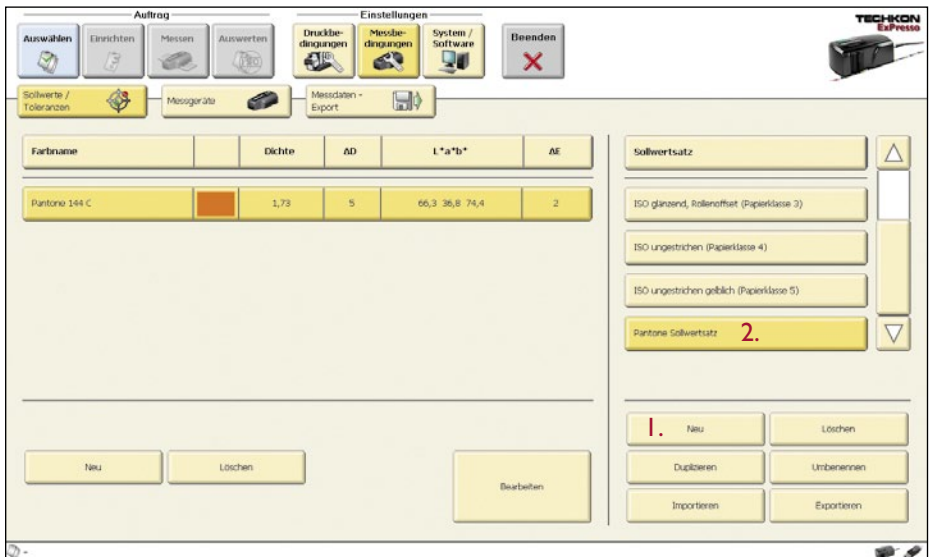 Auftrag
Einstellungen
Auswählen
Einrichten
Messen
Auswerten
Druckbe-
dingungen
Messbe-
dingungen
System /
Software
Beenden
TECHKON
ExPresso
Sollwerte /
Toleranzen
Messgeräte
Messdaten -
Export
Farbname Dichte ΔD L*a*b* ΔE
Pantone 144 C 1,73 5 66,3 36,8 74,4 2
Neu
Löschen
Bearbeiten
Sollwertsatz
ISO glänzend, Rollenoffset (Papierklasse 3)
ISO ungestrichen (Papierklasse 4)
ISO ungestrichen gelblich (Papierklasse 5)
Pantone Sollwertsatz 2.
1. Neu
Löschen
Duplizieren
Umbenennen
Importieren
Exportieren
-